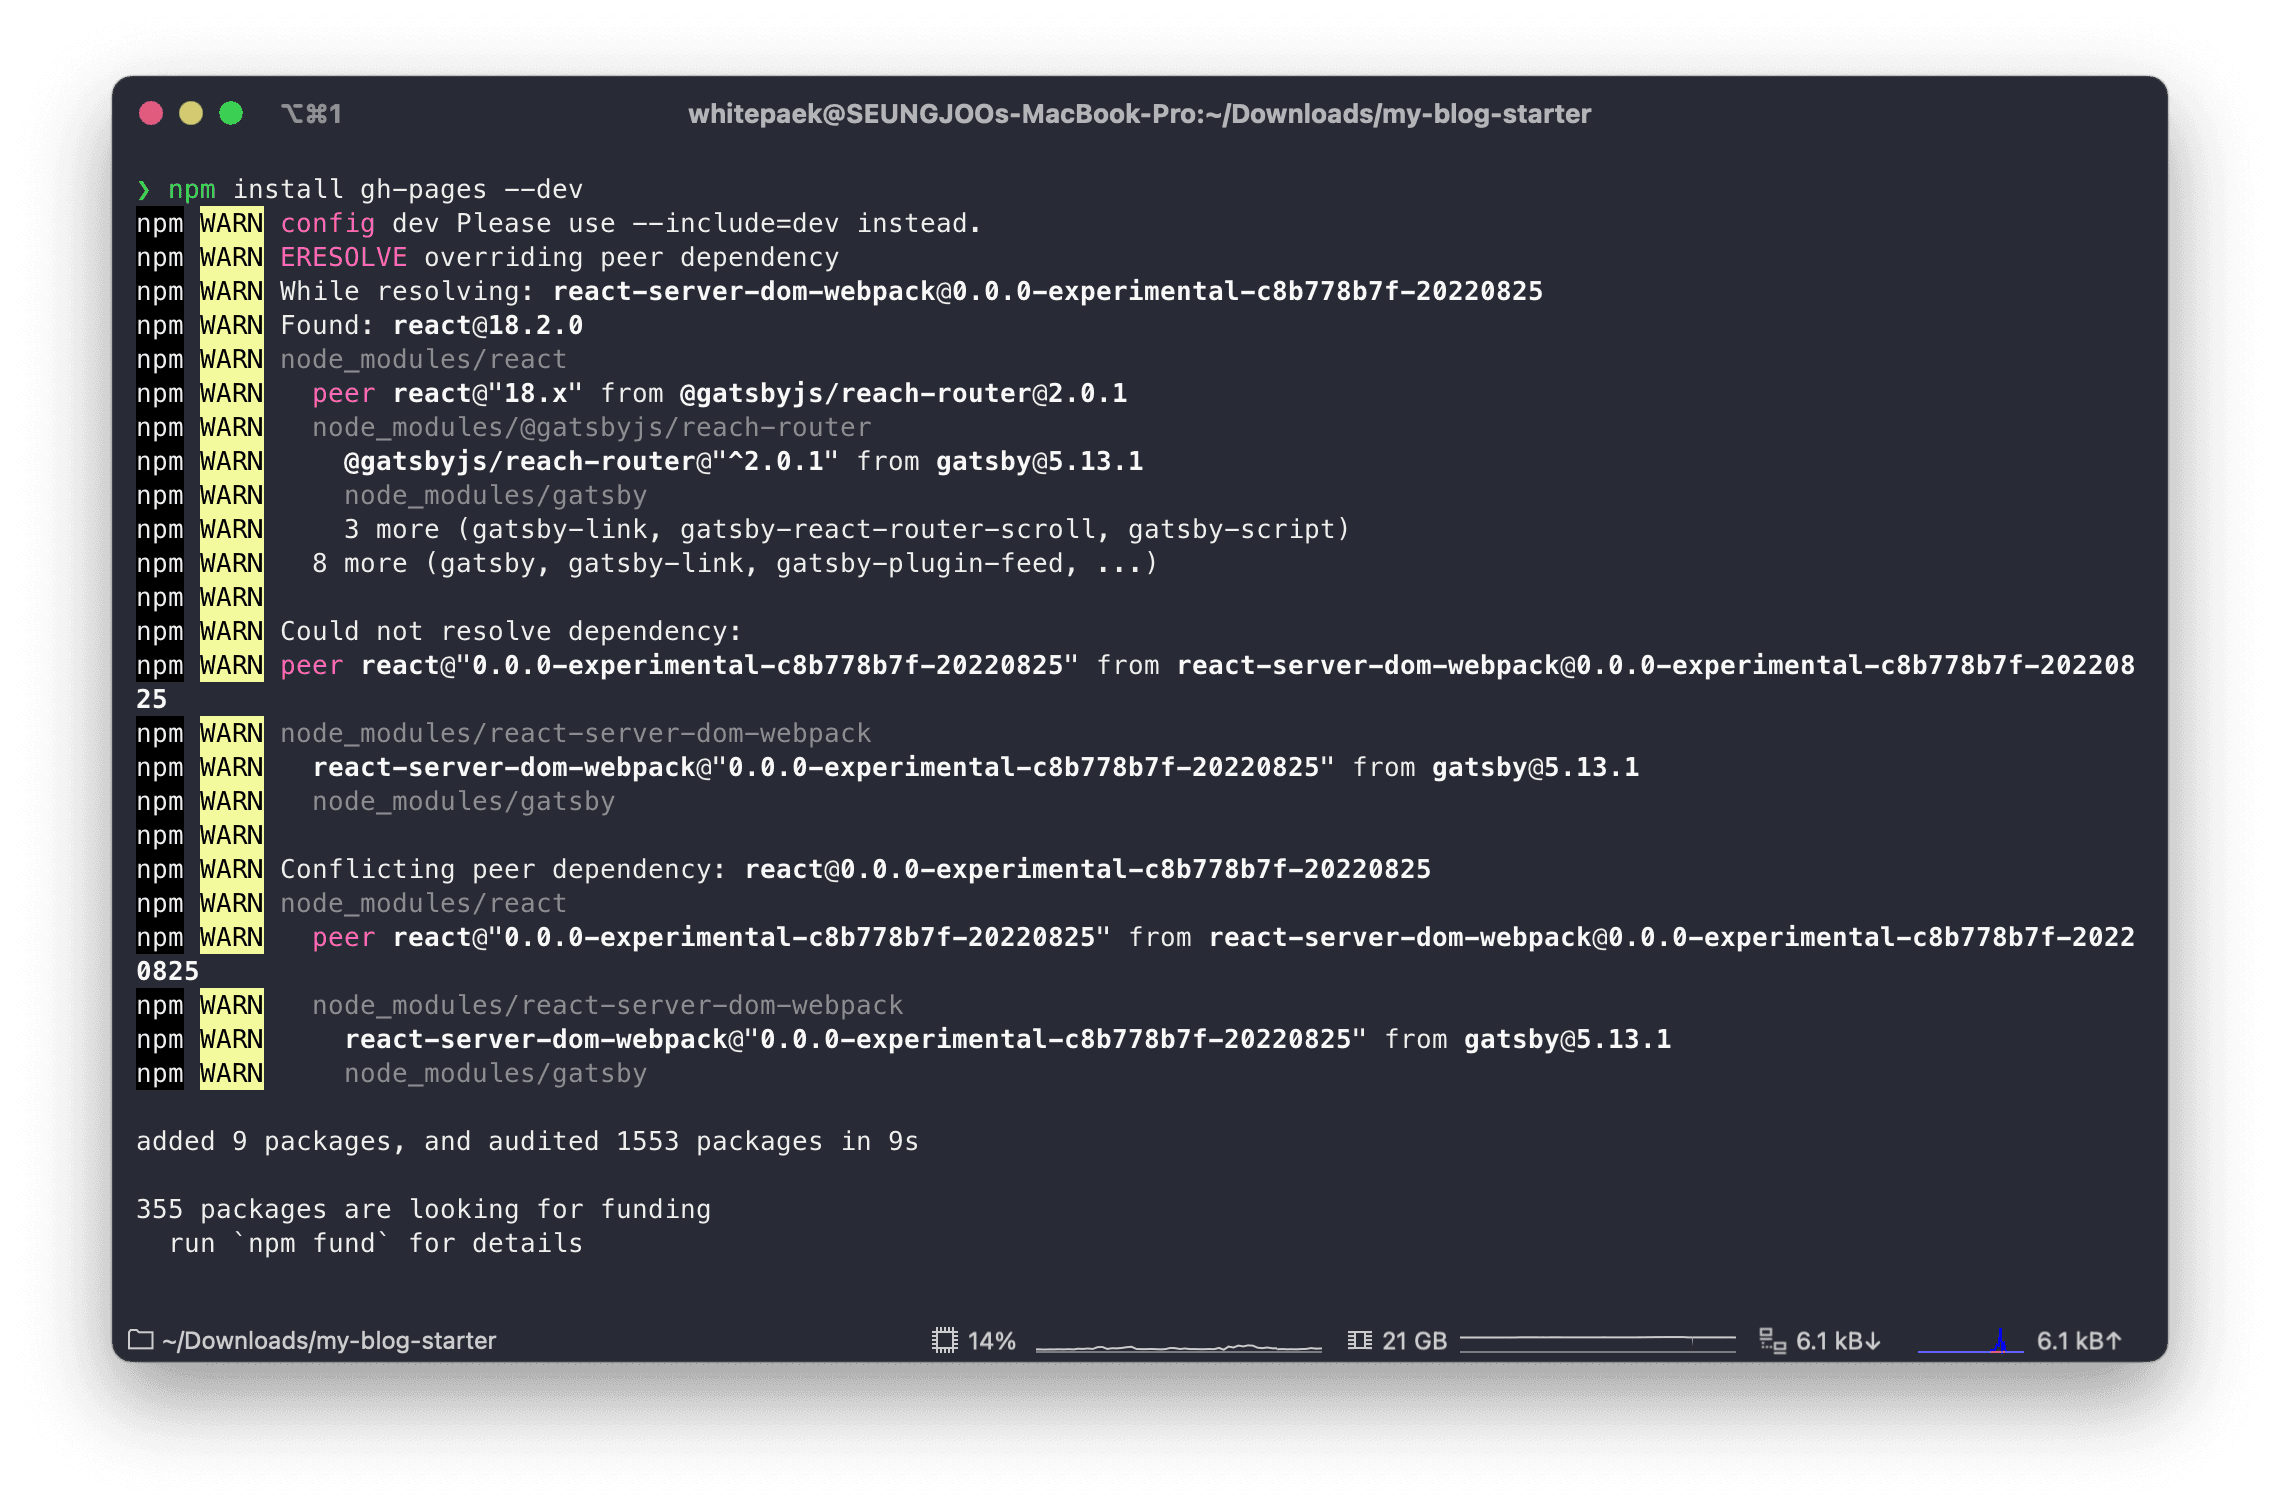 ⌥⌘1 whitepaek@SEUNGJOOs-MacBook-Pro:~/Downloads/my-blog-starter
❯ npm install gh-pages --dev
npm WARN config dev Please use --include=dev instead.
npm WARN ERESOLVE overriding peer dependency
npm WARN While resolving: react-server-dom-webpack@0.0.0-experimental-c8b778b7f-20220825
npm WARN Found: react@18.2.0
npm WARN node_modules/react
npm WARN   peer react@"18.x" from @gatsbyjs/reach-router@2.0.1
npm WARN   node_modules/@gatsbyjs/reach-router
npm WARN     @gatsbyjs/reach-router@"^2.0.1" from gatsby@5.13.1
npm WARN     node_modules/gatsby
npm WARN     3 more (gatsby-link, gatsby-react-router-scroll, gatsby-script)
npm WARN   8 more (gatsby, gatsby-link, gatsby-plugin-feed, ...)
npm WARN
npm WARN Could not resolve dependency:
npm WARN peer react@"0.0.0-experimental-c8b778b7f-20220825" from react-server-dom-webpack@0.0.0-experimental-c8b778b7f-202208
25
npm WARN node_modules/react-server-dom-webpack
npm WARN   react-server-dom-webpack@"0.0.0-experimental-c8b778b7f-20220825" from gatsby@5.13.1
npm WARN   node_modules/gatsby
npm WARN
npm WARN Conflicting peer dependency: react@0.0.0-experimental-c8b778b7f-20220825
npm WARN node_modules/react
npm WARN   peer react@"0.0.0-experimental-c8b778b7f-20220825" from react-server-dom-webpack@0.0.0-experimental-c8b778b7f-2022
0825
npm WARN   node_modules/react-server-dom-webpack
npm WARN     react-server-dom-webpack@"0.0.0-experimental-c8b778b7f-20220825" from gatsby@5.13.1
npm WARN     node_modules/gatsby
added 9 packages, and audited 1553 packages in 9s
355 packages are looking for funding
  run `npm fund` for details
~/Downloads/my-blog-starter 14% 21 GB 6.1 kB↓ 6.1 kB↑